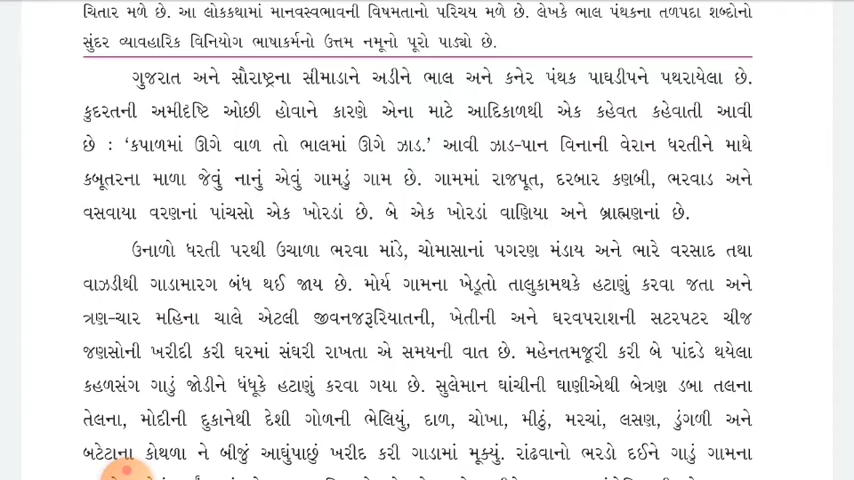 ચિતાર મળે છે. આ લોકકથામાં માનવસ્વભાવની વિષમતાનો પરિચય મળે છે. લેખકે ભાલ પંથકના તળપદા શબ્દોનો
સુંદર વ્યાવહારિક વિનિયોગ ભાષાકર્મનો ઉત્તમ નમૂનો પૂરો પાડ્યો છે.
ગુજરાત અને સૌરાષ્ટ્રના સીમાડાને અડીને ભાલ અને કનેર પંથક પાઘડીપને પથરાયેલા છે.
કુદરતની અમીદૃષ્ટિ ઓછી હોવાને કારણે એના માટે આદિકાળથી એક કહેવત કહેવાતી આવી
છે : ‘કપાળમાં ઊગે વાળ તો ભાલમાં ઊગે ઝાડ.’ આવી ઝાડ-પાન વિનાની વેરાન ધરતીને માથે
કબૂતરના માળા જેવું નાનું એવું ગામડું ગામ છે. ગામમાં રાજપૂત, દરબાર કણબી, ભરવાડ અને
વસવાયા વરણનાં પાંચસો એક ખોરડાં છે. બે એક ખોરડાં વાણિયા અને બ્રાહ્મણનાં છે.
ઉનાળો ધરતી પરથી ઉચાળા ભરવા માંડે, ચોમાસાનાં પગરણ મંડાય અને ભારે વરસાદ તથા
વાઝડીથી ગાડામારગ બંધ થઈ જાય છે. મોર્ય ગામના ખેડૂતો તાલુકામથકે હટાણું કરવા જતા અને
ત્રણ-ચાર મહિના ચાલે એટલી જીવનજરૂરિયાતની, ખેતીની અને ઘરવપરાશની સટરપટર ચીજ
જણસોની ખરીદી કરી ઘરમાં સંઘરી રાખતા એ સમયની વાત છે. મહેનતમજૂરી કરી બે પાંદડે થયેલા
કહળસંગ ગાડું જોડીને ધંધૂકે હટાણું કરવા ગયા છે. સુલેમાન ઘાંચીની ઘાણીએથી બેત્રણ ડબા તલના
તેલના, મોદીની દુકાનેથી દેશી ગોળની ભેલિયું, દાળ, ચોખા, મીઠું, મરચાં, લસણ, ડુંગળી અને
બટેટાના કોથળા ને બીજું આઘુંપાછું ખરીદ કરી ગાડામાં મૂક્યું. રાંઢવાનો ભરડો દઈને ગાડું ગામના